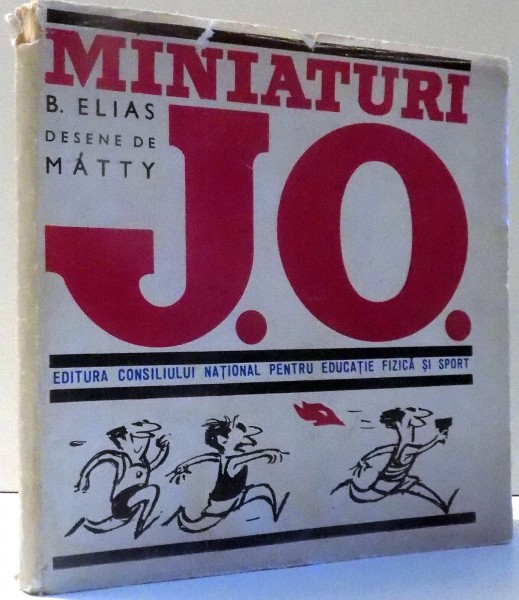 MINIATURI
B. ELIAS
DESENE DE
MATTY
J.O.
EDITURA CONSILIULUI NAȚIONAL PENTRU EDUCAȚIE FIZICĂ ȘI SPORT